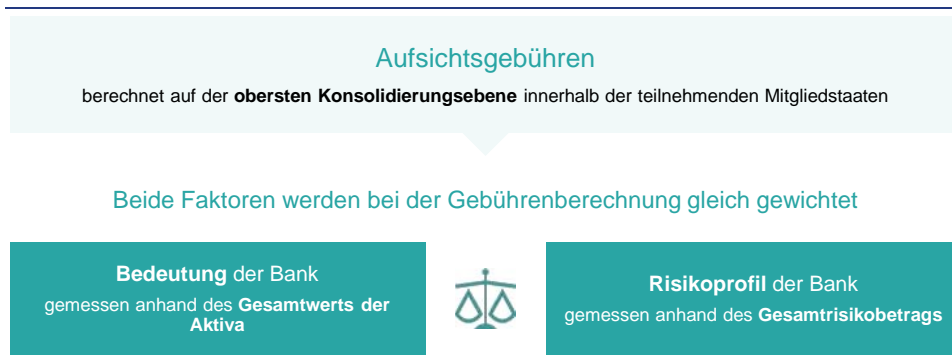 Aufsichtsgebühren
berechnet auf der obersten Konsolidierungsebene innerhalb der teilnehmenden Mitgliedstaaten
Beide Faktoren werden bei der Gebührenberechnung gleich gewichtet
Bedeutung der Bank
gemessen anhand des Gesamtwerts der
Aktiva
Risikoprofil der Bank
gemessen anhand des Gesamtrisikobetrags